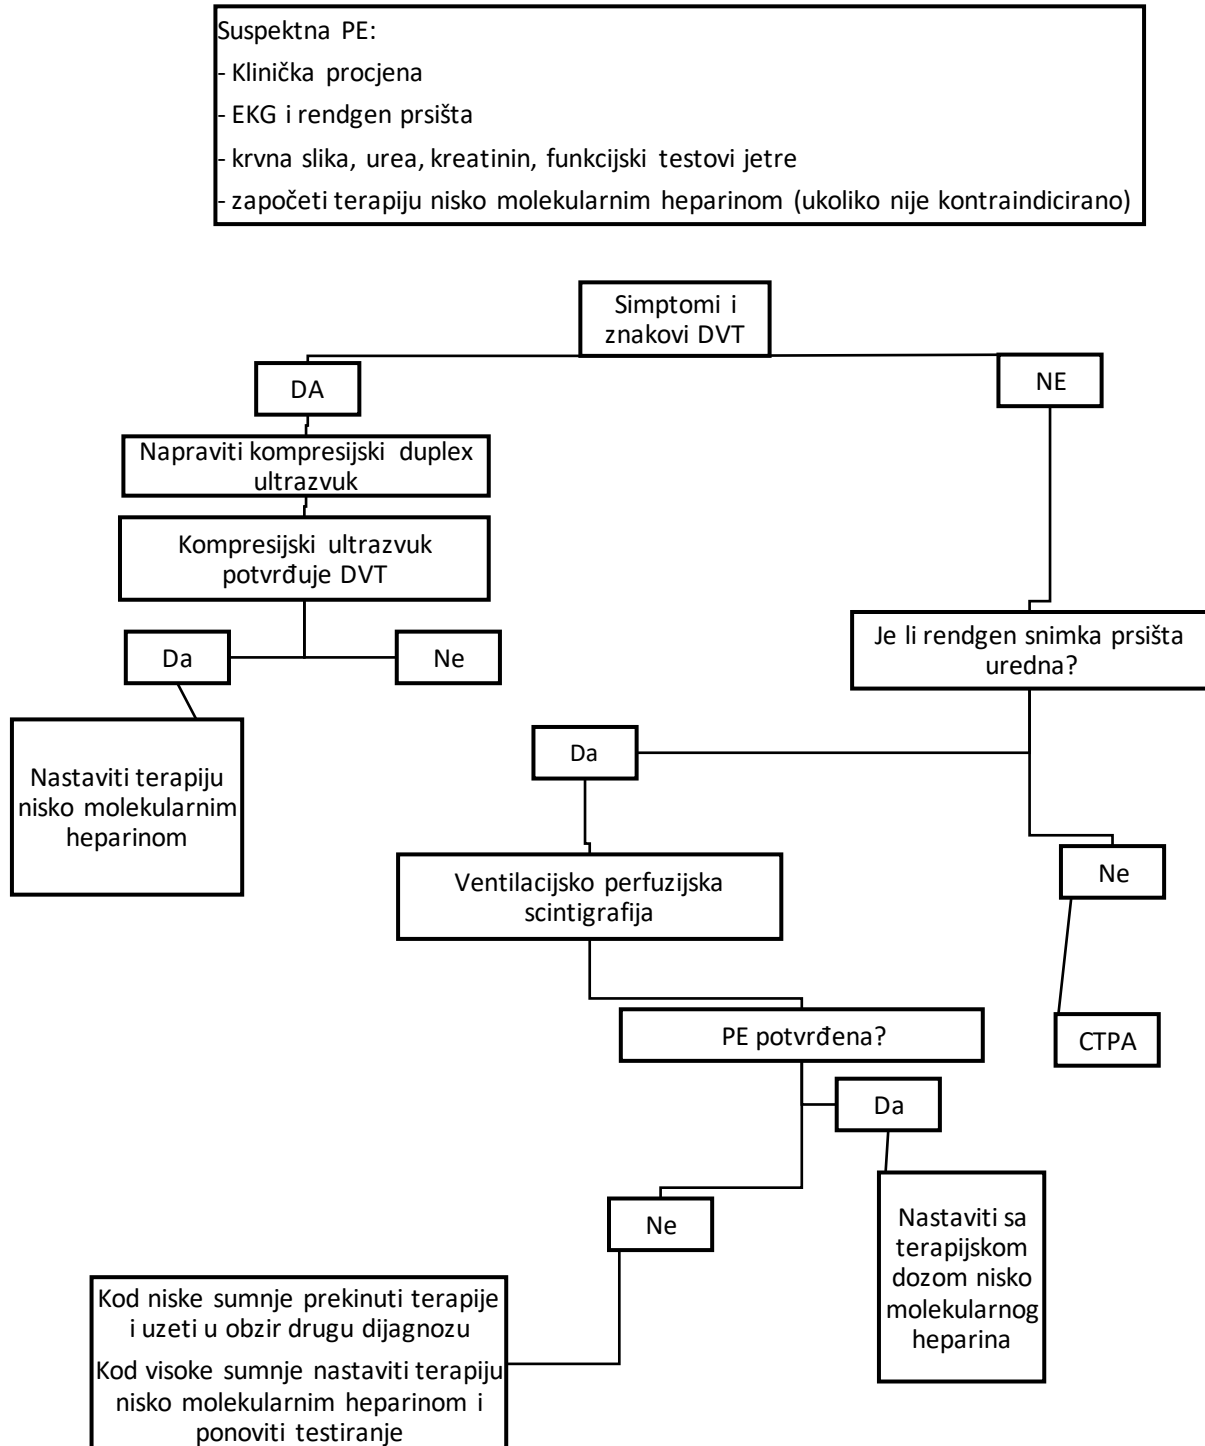 Suspektna PE:
- Klinička procjena
- EKG i rendgen prsišta
- krvna slika, urea, kreatinin, funkcijski testovi jetre
- započeti terapiju nisko molekularnim heparinom (ukoliko nije kontraindicirano)
Simptomi i
znakovi DVT
DA
NE
Napraviti kompresijski duplex
ultrazvuk
Kompresijski ultrazvuk
potvrđuje DVT
Da
Ne
Nastaviti terapiju
nisko molekularnim
heparinom
Je li rendgen snimka prsišta
uredna?
Da
Ne
Ventilacijsko perfuzijska
scintigrafija
CTPA
PE potvrđena?
Da
Ne
Nastaviti sa
terapijskom
dozom nisko
molekularnog
heparina
Kod niske sumnje prekinuti terapije
i uzeti u obzir drugu dijagnozu
Kod visoke sumnje nastaviti terapiju
nisko molekularnim heparinom i
ponoviti testiranje